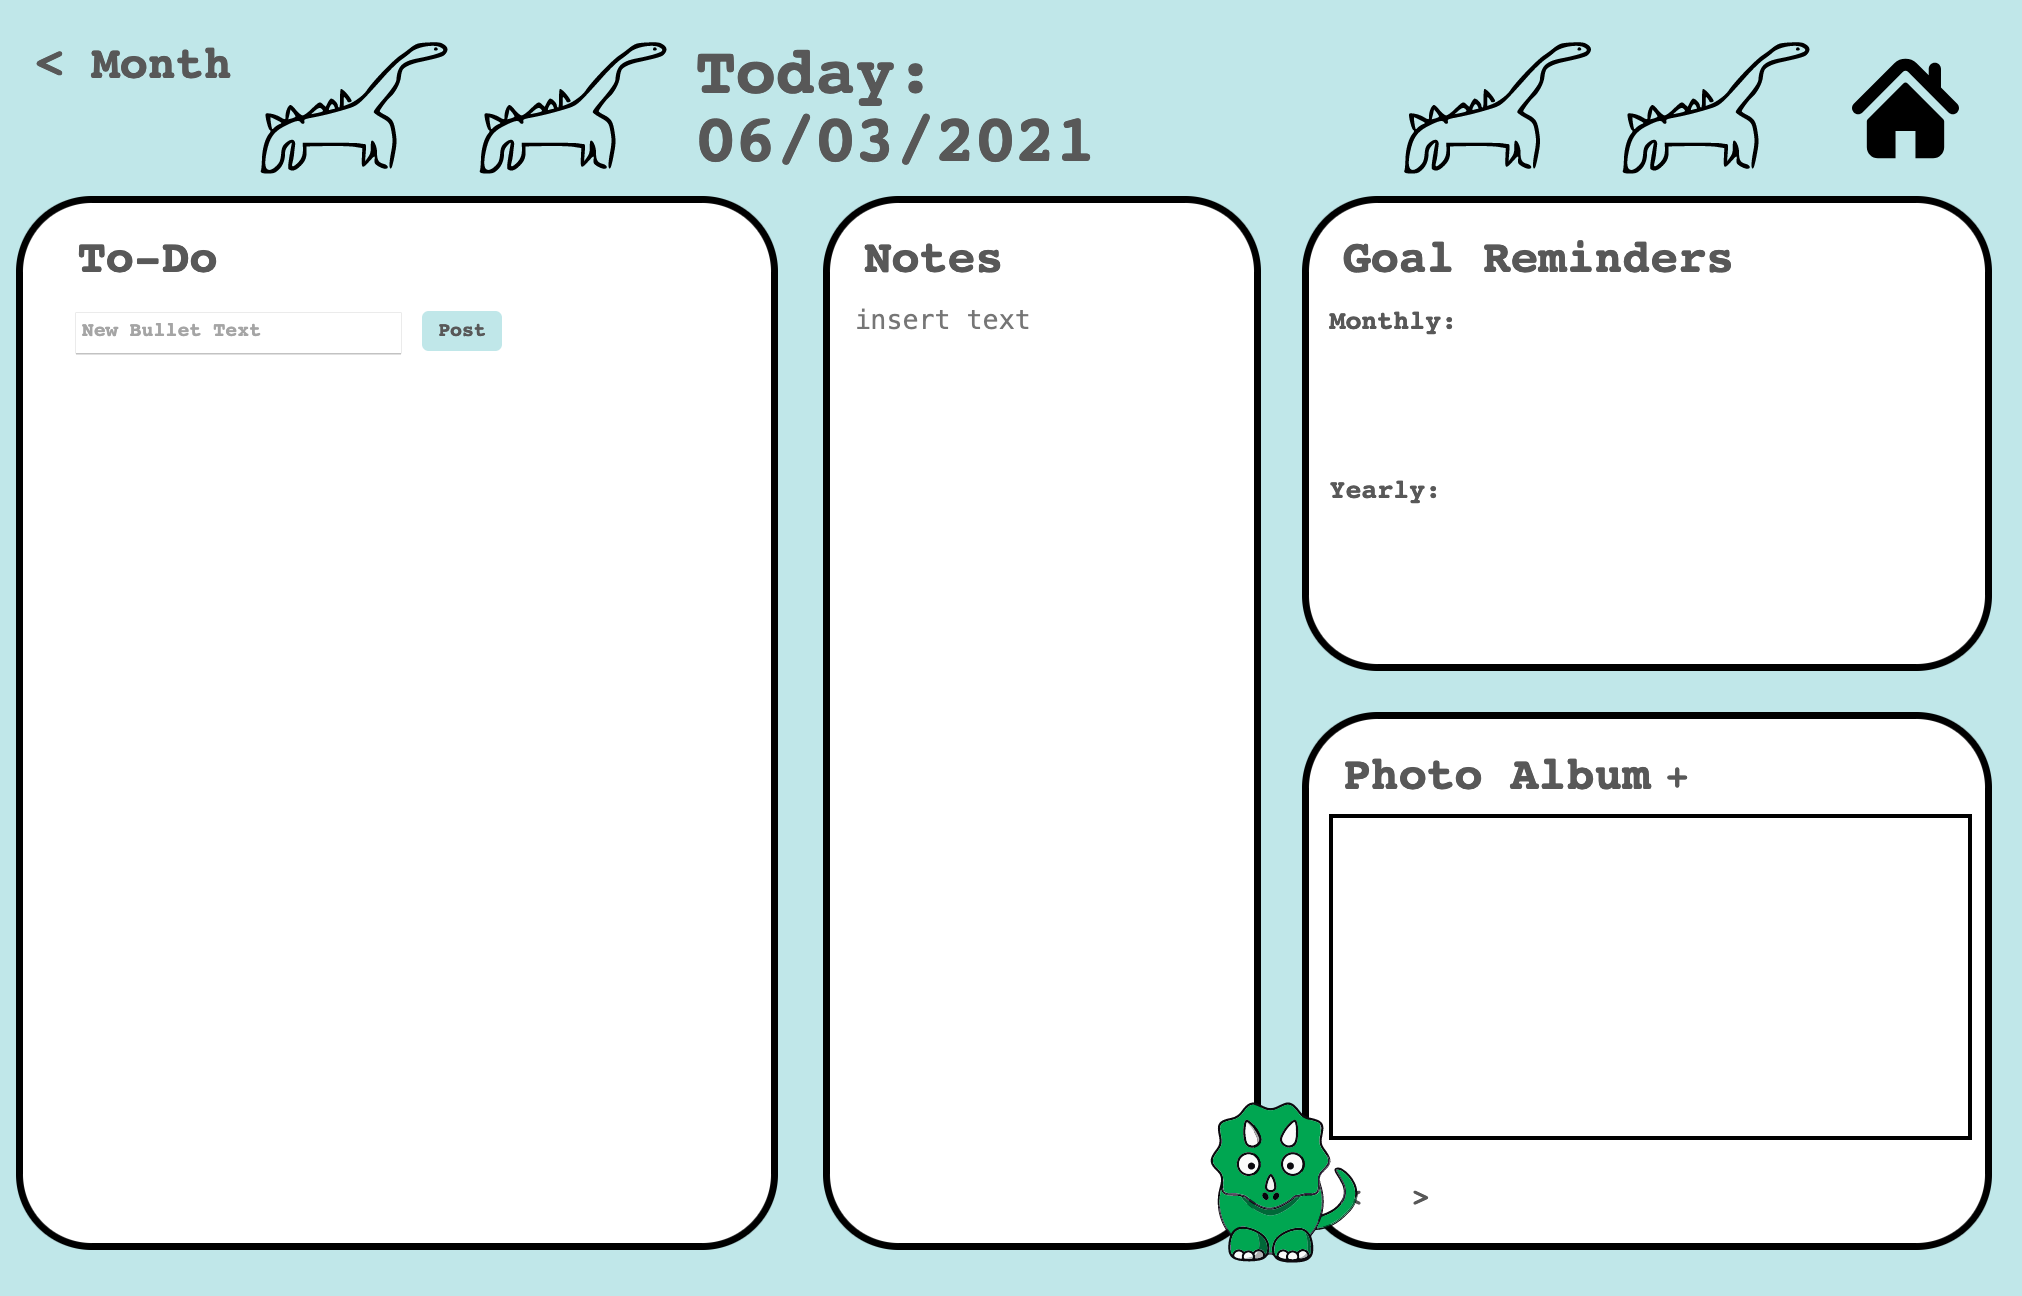 < Month
Today:
06/03/2021
To-Do
New Bullet Text
Post
Notes
insert text
Goal Reminders
Monthly:
Yearly:
Photo Album +
>